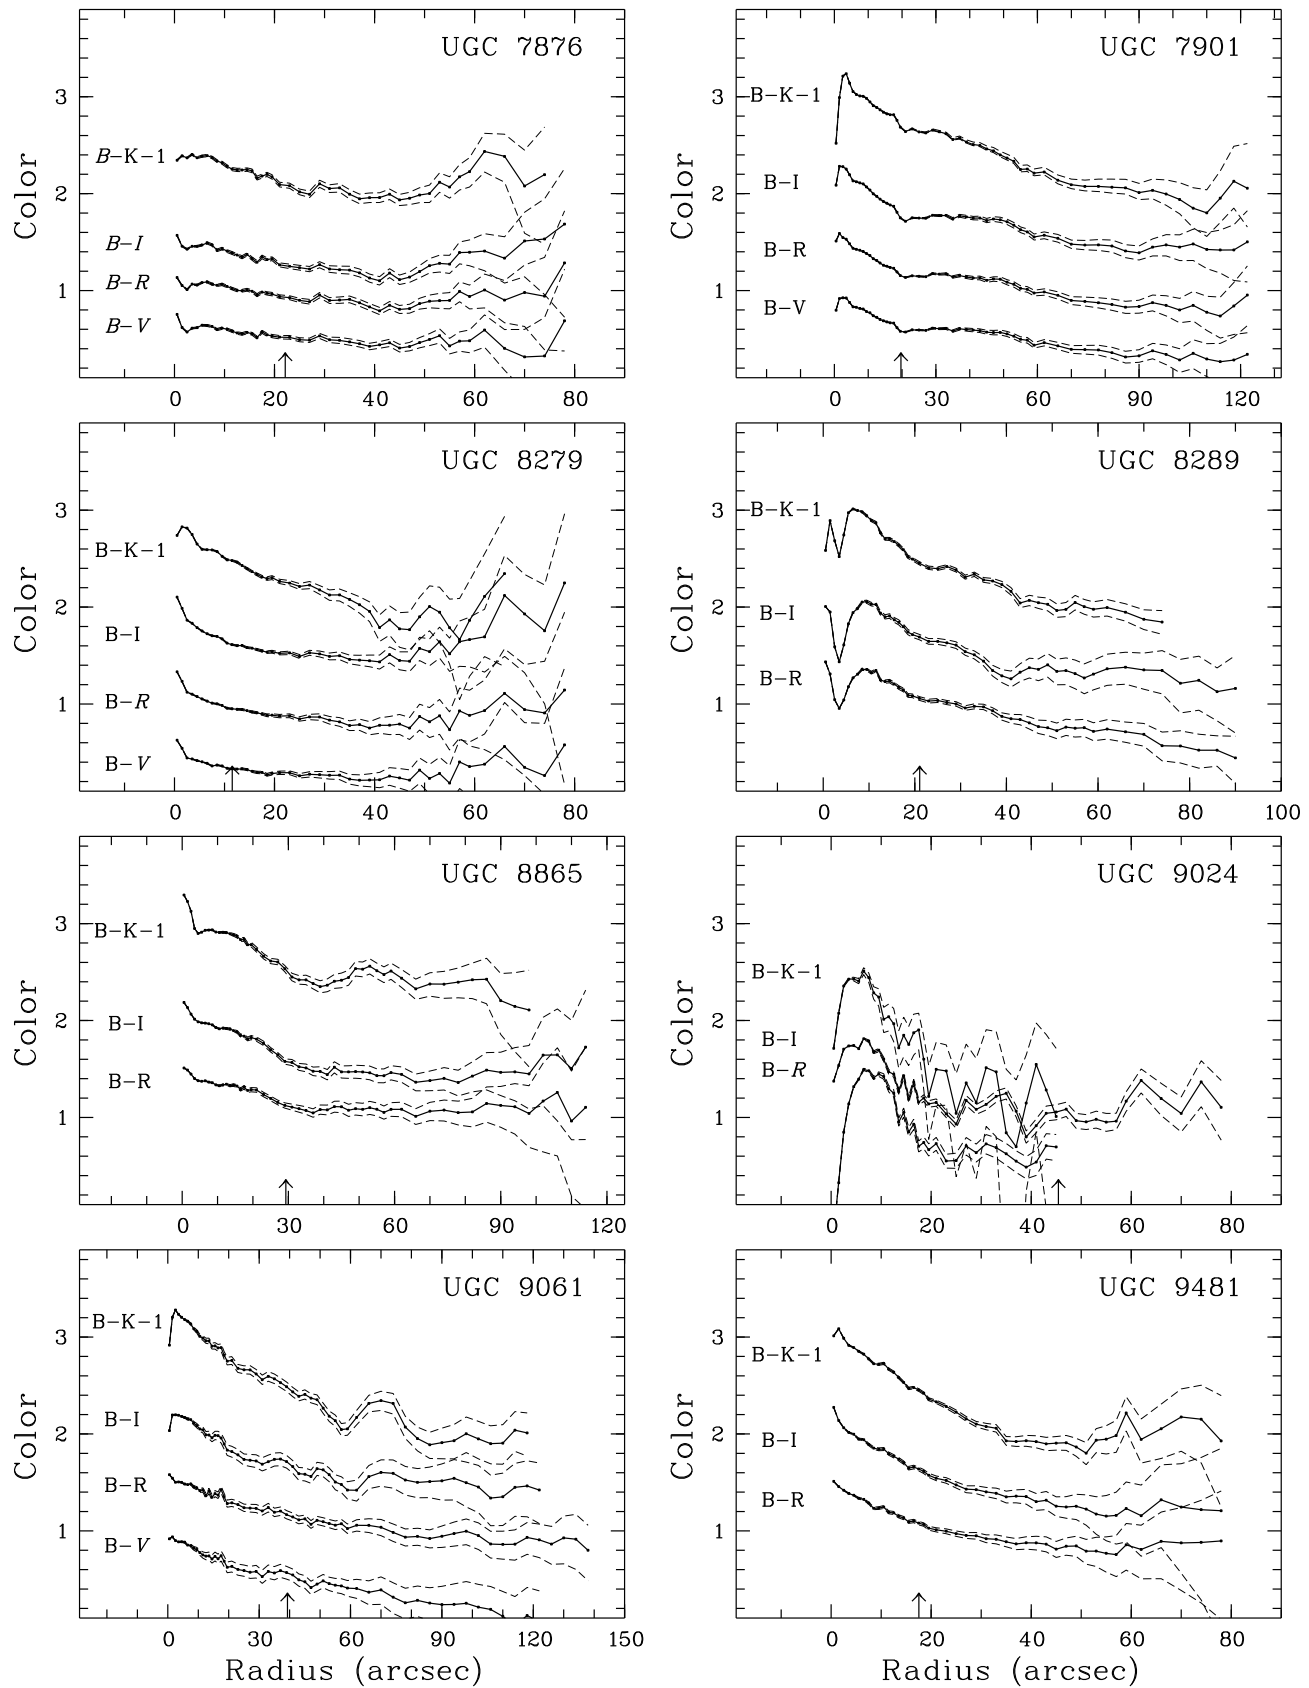 UGC 7876
Color
3
2
1
B-K-1
B-I
B-R
B-V
0 20 40 60 80
UGC 7901
Color
3
2
1
B-K-1
B-I
B-R
B-V
0 30 60 90 120
UGC 8279
Color
3
2
1
B-K-1
B-I
B-R
B-V
0 20 40 60 80
UGC 8289
Color
3
2
1
B-K-1
B-I
B-R
0 20 40 60 80 100
UGC 8865
Color
3
2
1
B-K-1
B-I
B-R
0 30 60 90 120
UGC 9024
Color
3
2
1
B-K-1
B-I
B-R
0 20 40 60 80
UGC 9061
Color
3
2
1
B-K-1
B-I
B-R
B-V
0 30 60 90 120 150
Radius (arcsec)
UGC 9481
Color
3
2
1
B-K-1
B-I
B-R
0 20 40 60 80
Radius (arcsec)